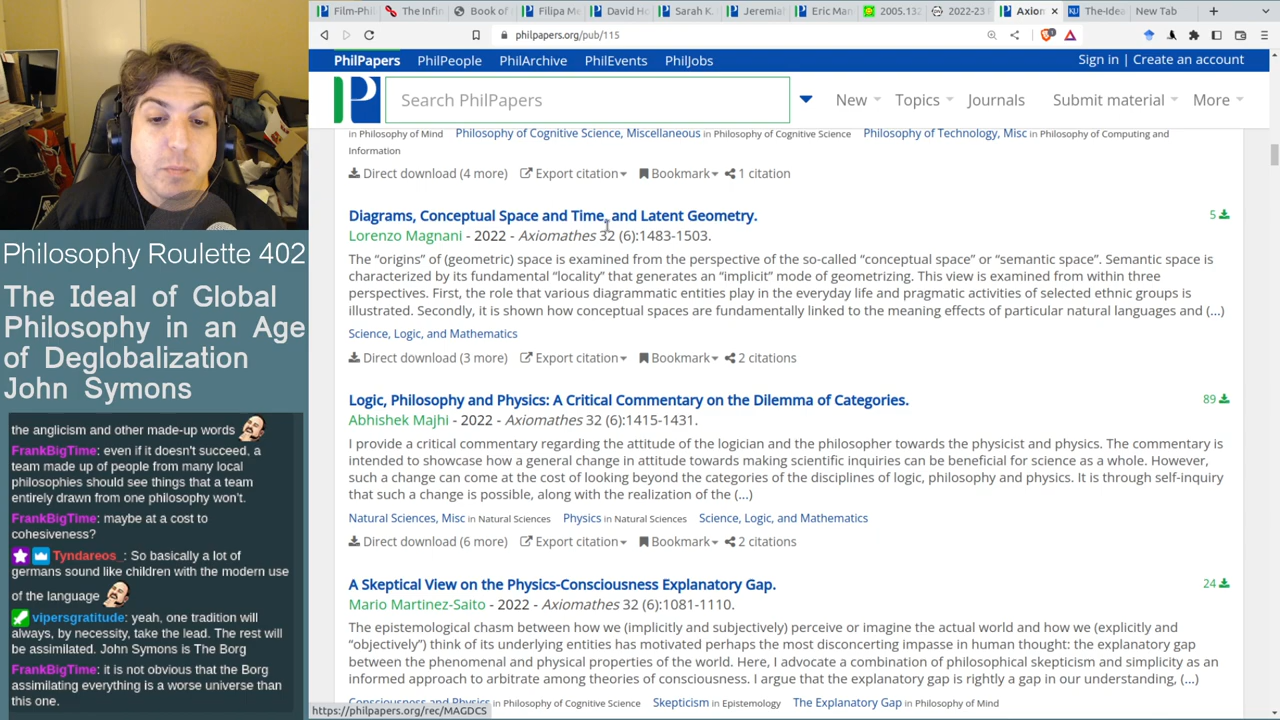 Film-Phi
The Infin
Book of
Filipa Me
David Ho
Sarah K.
Jeremiah
Eric Man
2005.132
2022-23
Axiom
The-Idea
New Tab
philpapers.org/pub/115
PhilPapers PhilPeople PhilArchive PhilEvents PhilJobs
Sign in | Create an account
Search PhilPapers
New Topics Journals Submit material More
in Philosophy of Mind Philosophy of Cognitive Science, Miscellaneous in Philosophy of Cognitive Science Philosophy of Technology, Misc in Philosophy of Computing and
Information
Direct download (4 more) Export citation Bookmark 1 citation
Diagrams, Conceptual Space and Time, and Latent Geometry.
5
Lorenzo Magnani - 2022 - Axiomathes 32 (6):1483-1503.
The “origins” of (geometric) space is examined from the perspective of the so-called “conceptual space” or “semantic space”. Semantic space is
characterized by its fundamental “locality” that generates an “implicit” mode of geometrizing. This view is examined from within three
perspectives. First, the role that various diagrammatic entities play in the everyday life and pragmatic activities of selected ethnic groups is
illustrated. Secondly, it is shown how conceptual spaces are fundamentally linked to the meaning effects of particular natural languages and (...)
Science, Logic, and Mathematics
Direct download (3 more) Export citation Bookmark 2 citations
Logic, Philosophy and Physics: A Critical Commentary on the Dilemma of Categories.
89
Abhishek Majhi - 2022 - Axiomathes 32 (6):1415-1431.
I provide a critical commentary regarding the attitude of the logician and the philosopher towards the physicist and physics. The commentary is
intended to showcase how a general change in attitude towards making scientific inquiries can be beneficial for science as a whole. However,
such a change can come at the cost of looking beyond the categories of the disciplines of logic, philosophy and physics. It is through self-inquiry
that such a change is possible, along with the realization of the (...)
Natural Sciences, Misc in Natural Sciences Physics in Natural Sciences Science, Logic, and Mathematics
Direct download (6 more) Export citation Bookmark 2 citations
A Skeptical View on the Physics-Consciousness Explanatory Gap.
24
Mario Martinez-Saito - 2022 - Axiomathes 32 (6):1081-1110.
The epistemological chasm between how we (implicitly and subjectively) perceive or imagine the actual world and how we (explicitly and
“objectively”) think of its underlying entities has motivated perhaps the most disconcerting impasse in human thought: the explanatory gap
between the phenomenal and physical properties of the world. Here, I advocate a combination of philosophical skepticism and simplicity as an
informed approach to arbitrate among theories of consciousness. I argue that the explanatory gap is rightly a gap in our understanding, (...)
Consciousness and Physics in Philosophy of Cognitive Science Skepticism in Epistemology The Explanatory Gap in Philosophy of Mind
https://philpapers.org/rec/MAGDCS
Philosophy Roulette 402
The Ideal of Global
Philosophy in an Age
of Deglobalization
John Symons
the anglicism and other made-up words
FrankBigTime: even if it doesn't succeed, a
team made up of people from many local
philosophies should see things that a team
entirely drawn from one philosophy won't.
FrankBigTime: maybe at a cost to
cohesiveness?
Tyndareos_: So basically a lot of
germans sound like children with the modern use
of the language
vipersgratitude: yeah, one tradition will
always, by necessity, take the lead. The rest will
be assimilated. John Symons is The Borg
FrankBigTime: it is not obvious that the Borg
assimilating everything is a worse universe than
this one.